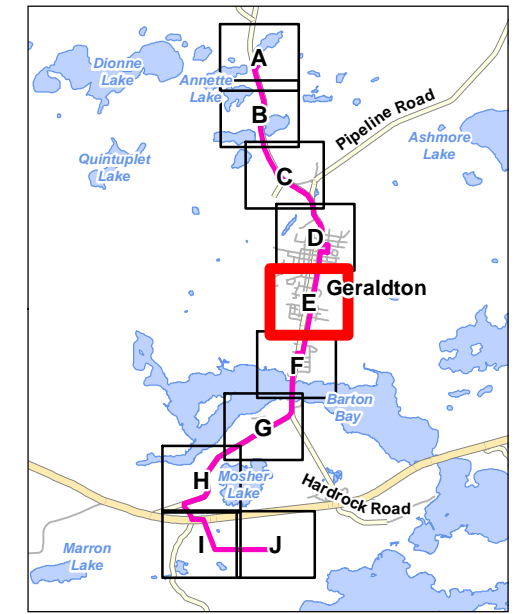 A
Dionne
Lake
Annette
Lake
B
Pipeline Road
Ashmore
Lake
Quintuplet
Lake
C
D
Geraldton
E
F
Barton
Bay
G
H
Mosher
Lake
Hardrock Road
I
J
Marron
Lake